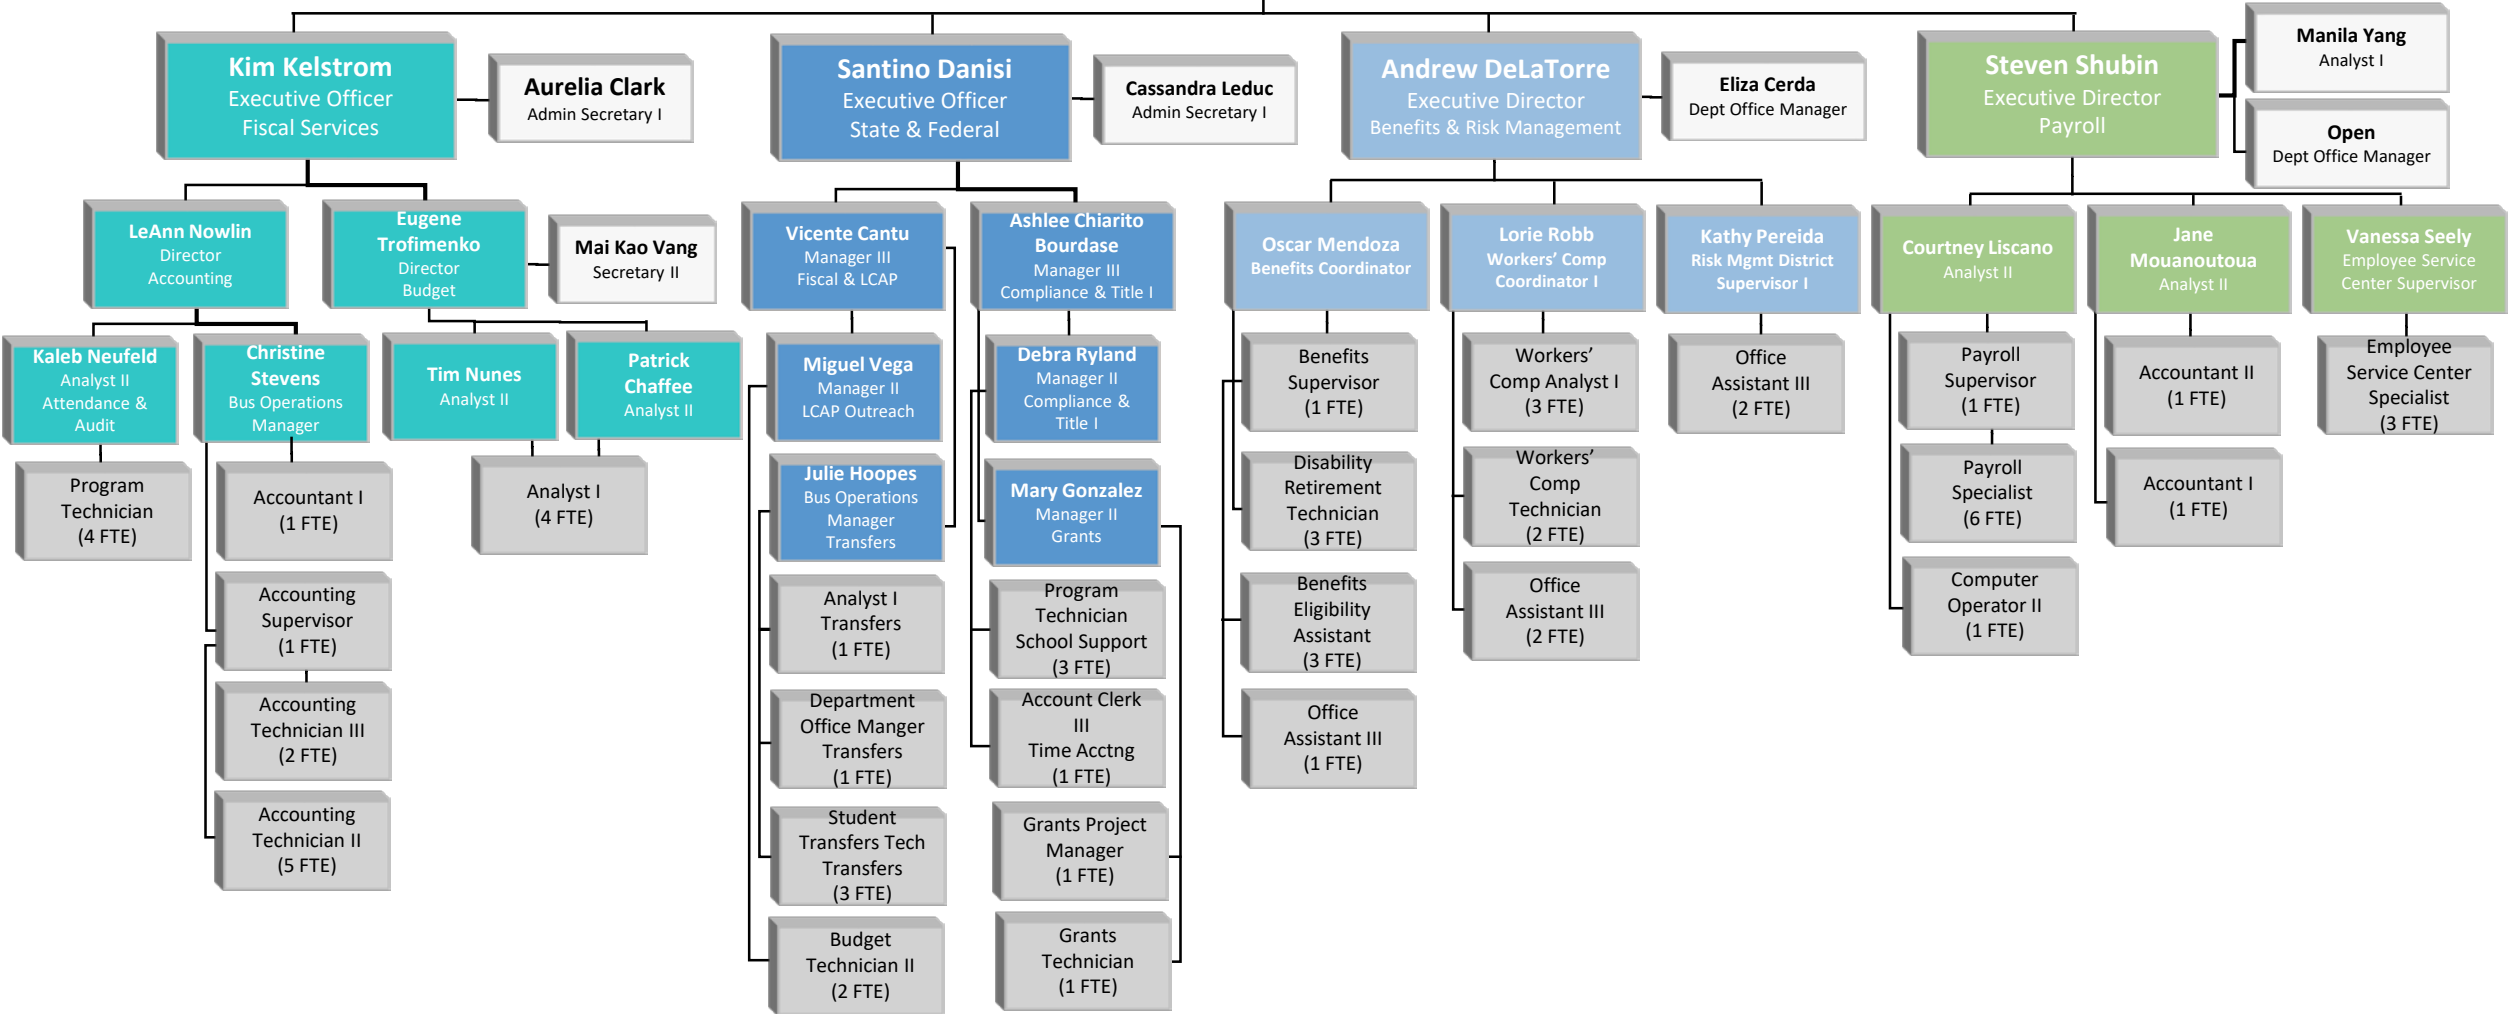 Kim Kelstrom
Executive Officer
Fiscal Services
Aurelia Clark
Admin Secretary I
LeAnn Nowlin
Director
Accounting
Eugene
Trofimenko
Director
Budget
Mai Kao Vang
Secretary II
Kaleb Neufeld
Analyst II
Attendance &
Audit
Christine
Stevens
Bus Operations
Manager
Tim Nunes
Analyst II
Patrick
Chaffee
Analyst II
Program
Technician
(4 FTE)
Accountant I
(1 FTE)
Analyst I
(4 FTE)
Accounting
Supervisor
(1 FTE)
Accounting
Technician III
(2 FTE)
Accounting
Technician II
(5 FTE)
Santino Danisi
Executive Officer
State & Federal
Cassandra Leduc
Admin Secretary I
Vicente Cantu
Manager III
Fiscal & LCAP
Ashlee Chiarito
Bourdase
Manager III
Compliance & Title I
Miguel Vega
Manager II
LCAP Outreach
Debra Ryland
Manager II
Compliance &
Title I
Julie Hoopes
Bus Operations
Manager
Transfers
Mary Gonzalez
Manager II
Grants
Analyst I
Transfers
(1 FTE)
Program
Technician
School Support
(3 FTE)
Department
Office Manger
Transfers
(1 FTE)
Account Clerk
III
Time Acctng
(1 FTE)
Student
Transfers Tech
Transfers
(3 FTE)
Grants Project
Manager
(1 FTE)
Budget
Technician II
(2 FTE)
Grants
Technician
(1 FTE)
Andrew DeLaTorre
Executive Director
Benefits & Risk Management
Eliza Cerda
Dept Office Manager
Oscar Mendoza
Benefits Coordinator
Lorie Robb
Workers' Comp
Coordinator I
Kathy Pereida
Risk Mgmt District
Supervisor I
Benefits
Supervisor
(1 FTE)
Workers'
Comp Analyst I
(3 FTE)
Office
Assistant III
(2 FTE)
Disability
Retirement
Technician
(3 FTE)
Workers'
Comp
Technician
(2 FTE)
Benefits
Eligibility
Assistant
(3 FTE)
Office
Assistant III
(2 FTE)
Office
Assistant III
(1 FTE)
Steven Shubin
Executive Director
Payroll
Manila Yang
Analyst I
Open
Dept Office Manager
Courtney Liscano
Analyst II
Jane
Mouanoutoua
Analyst II
Vanessa Seely
Employee Service
Center Supervisor
Payroll
Supervisor
(1 FTE)
Accountant II
(1 FTE)
Employee
Service Center
Specialist
(3 FTE)
Payroll
Specialist
(6 FTE)
Accountant I
(1 FTE)
Computer
Operator II
(1 FTE)